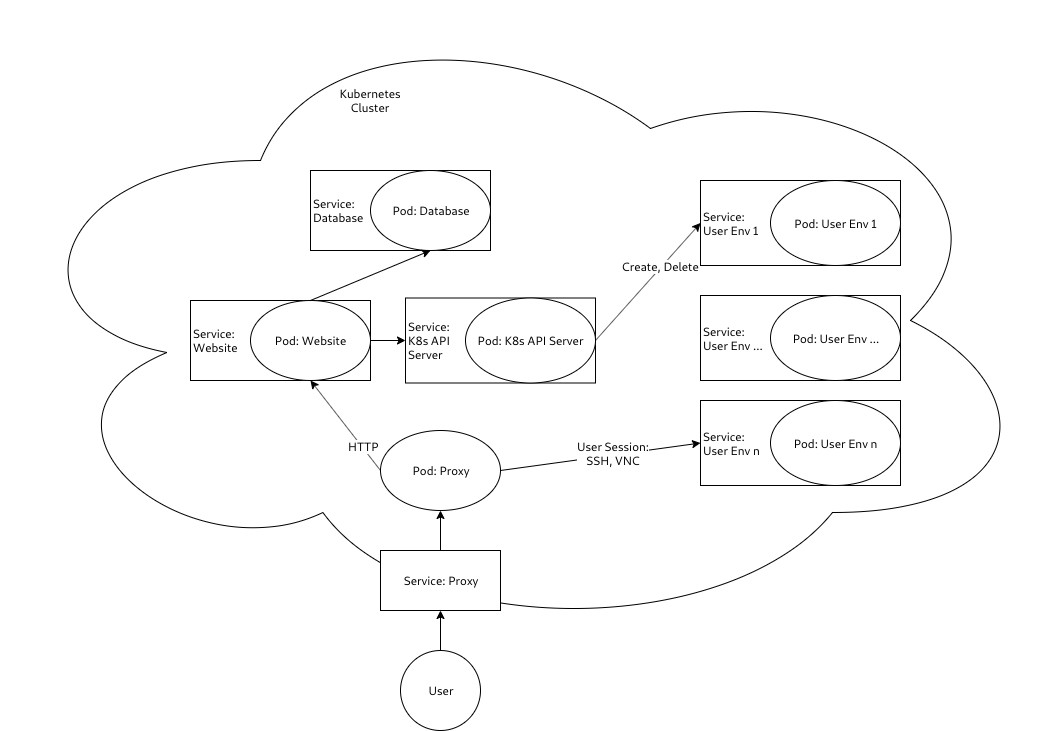 Kubernetes
Cluster
Service:
Database
Pod: Database
Service:
User Env 1
Pod: User Env 1
Create, Delete
Service:
Website
Pod: Website
Service:
K8s API
Server
Pod: K8s API Server
Service:
User Env ...
Pod: User Env ...
HTTP
Pod: Proxy
User Session:
SSH, VNC
Service:
User Env n
Pod: User Env n
Service: Proxy
User